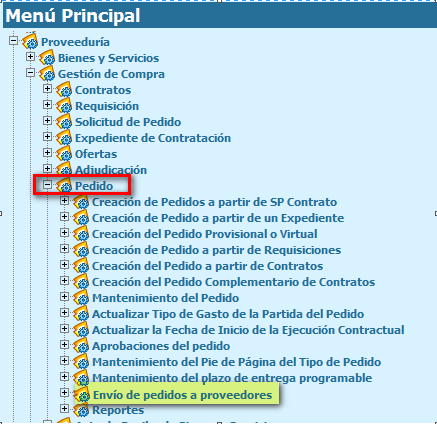 Menú Principal
Proveeduría
Bienes y Servicios
Gestión de Compra
Contratos
Requisición
Solicitud de Pedido
Expediente de Contratación
Ofertas
Adjudicación
Pedido
Creación de Pedidos a partir de SP Contrato
Creación de Pedido a partir de un Expediente
Creación del Pedido Provisional o Virtual
Creación de Pedido a partir de Requisiciones
Creación del Pedido a partir de Contratos
Creación del Pedido Complementario de Contratos
Mantenimiento del Pedido
Actualizar Tipo de Gasto de la Partida del Pedido
Actualizar la Fecha de Inicio de la Ejecución Contractual
Aprobaciones del pedido
Mantenimiento del Pie de Página del Tipo de Pedido
Mantenimiento del plazo de entrega programable
Envío de pedidos a proveedores
Reportes